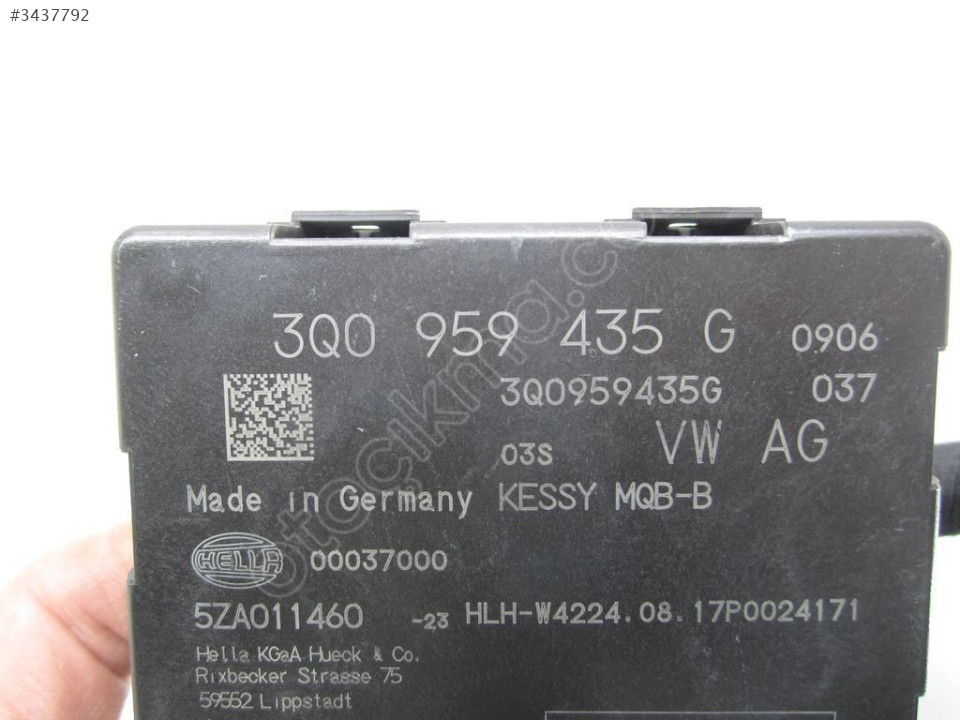 #3437792
3Q0 959 435 G 0906
3Q0959435G 037
03S VW AG
Made in Germany KESSY MQB-B
HELLA 00037000
5ZA011460 -23 HLH-W4224.08.17P0024171
Hella KGaA Hueck & Co.
Rixbecker Strasse 75
59552 Lippstadt
otocikma.c